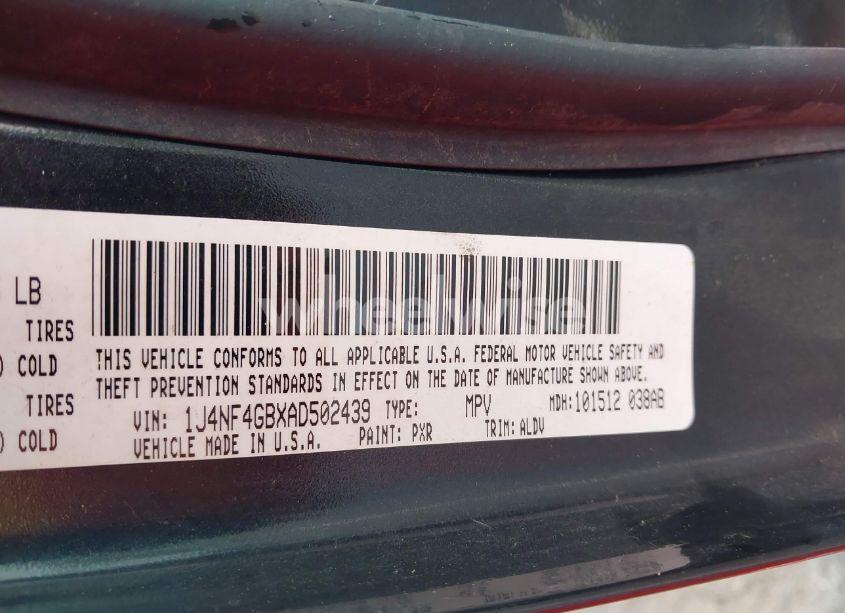 LB
TIRES
COLD
TIRES
COLD
wheelwise
THIS VEHICLE CONFORMS TO ALL APPLICABLE U.S.A. FEDERAL MOTOR VEHICLE SAFETY AND
THEFT PREVENTION STANDARDS IN EFFECT ON THE DATE OF MANUFACTURE SHOWN ABOVE.
VIN: 1J4NF4GBXAD502439 TYPE: MPV MDH: 101512 038AB
VEHICLE MADE IN U.S.A. PAINT: PXR TRIM: ALDV